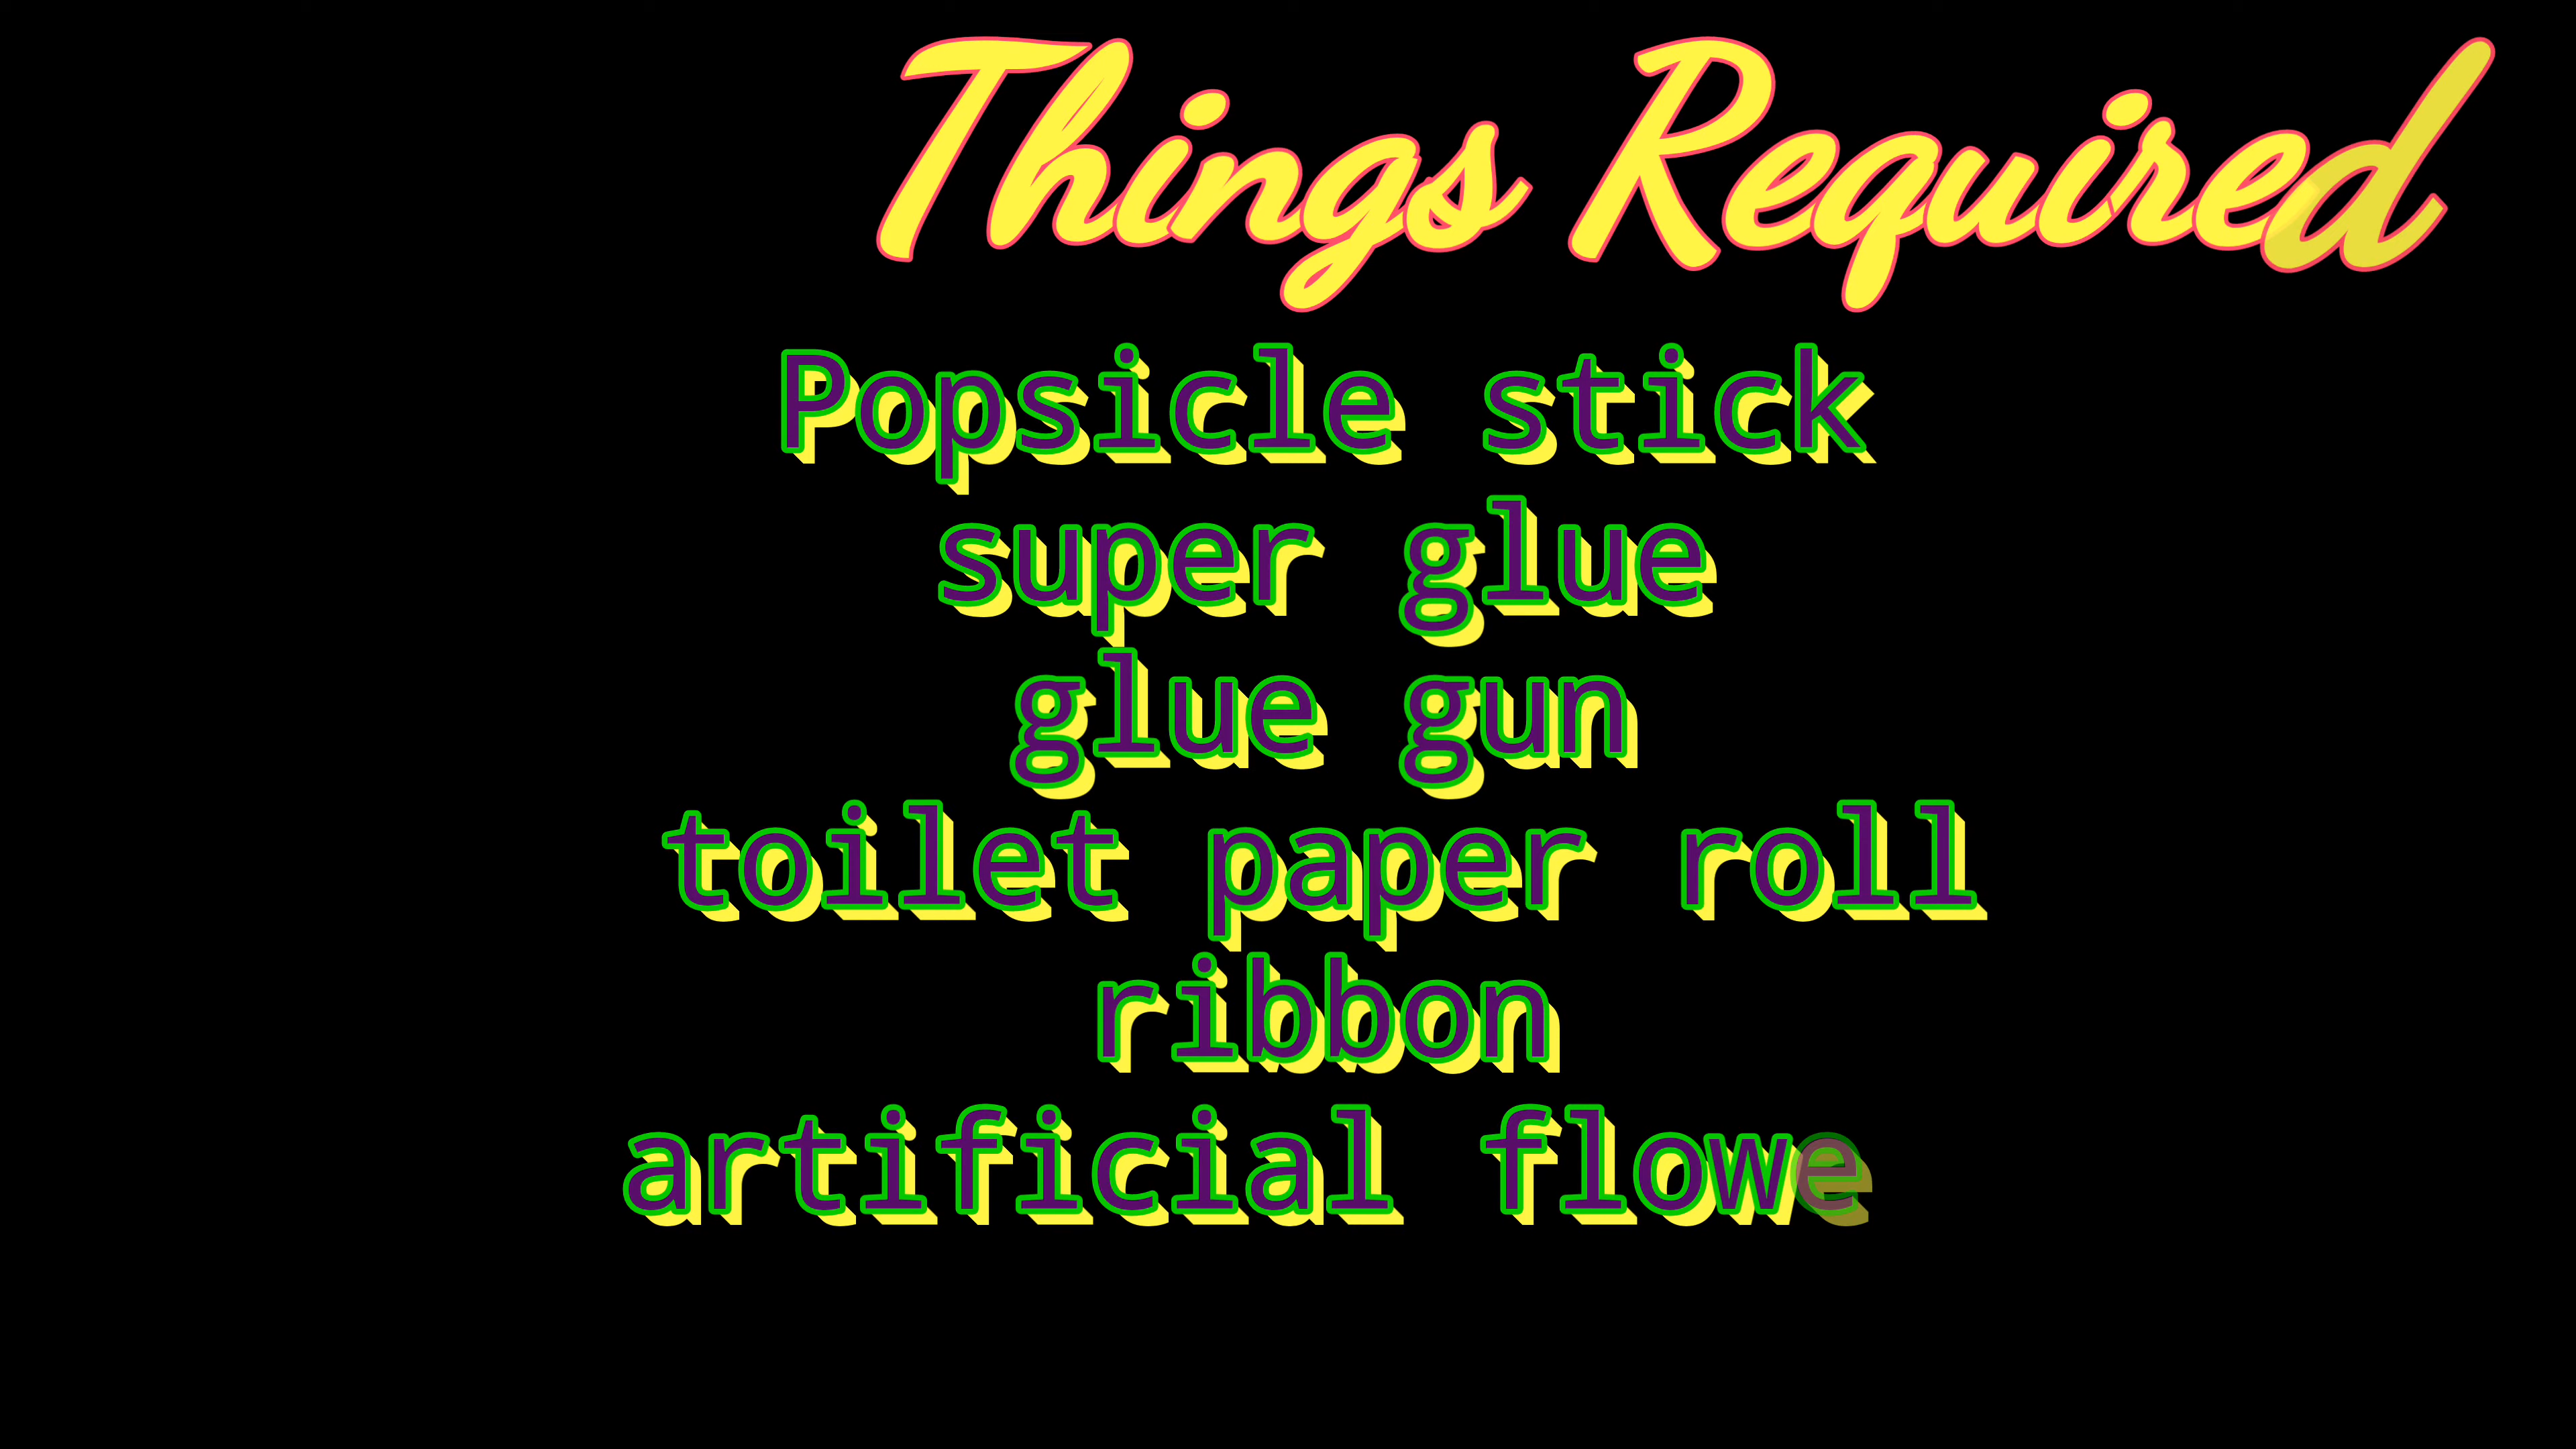 Things Required
Popsicle stick
super glue
glue gun
toilet paper roll
ribbon
artificial flowe